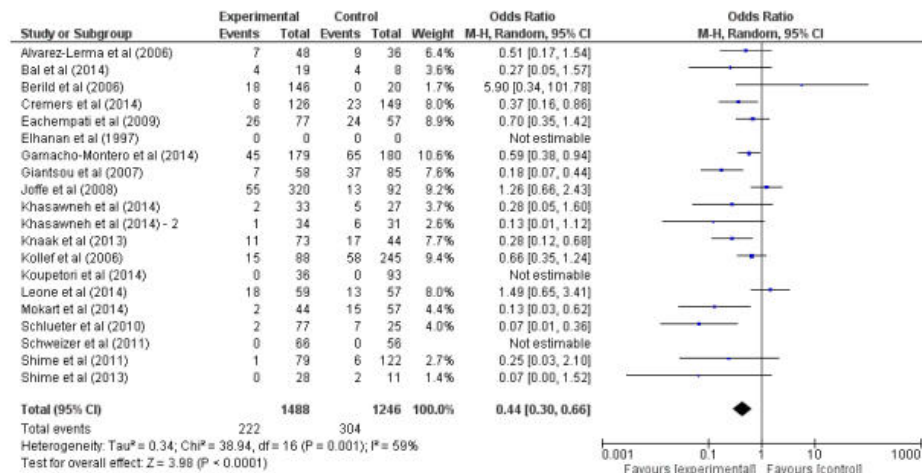 Experimental Control Odds Ratio Odds Ratio
Study or Subgroup Events Total Events Total Weight M-H, Random, 95% CI M-H, Random, 95% CI
Alvarez-Lerma et al (2006) 7 48 9 36 6.4% 0.51 [0.17, 1.54]
Bal et al (2014) 4 19 4 8 3.6% 0.27 [0.05, 1.57]
Berild et al (2006) 18 146 0 20 1.7% 5.90 [0.34, 101.78]
Cremers et al (2014) 8 126 23 149 8.0% 0.37 [0.16, 0.86]
Eachempati et al (2009) 26 77 24 57 8.9% 0.70 [0.35, 1.42]
Elhanan et al (1997) 0 0 0 0 Not estimable
Garnacho-Montero et al (2014) 45 179 65 180 10.6% 0.59 [0.38, 0.94]
Giantsou et al (2007) 7 58 37 85 7.7% 0.18 [0.07, 0.44]
Joffe et al (2008) 55 320 13 92 9.2% 1.26 [0.66, 2.43]
Khasawneh et al (2014) 2 33 5 27 3.8% 0.28 [0.05, 1.60]
Khasawneh et al (2014) - 2 1 34 6 31 2.6% 0.13 [0.01, 1.12]
Knaak et al (2013) 11 73 17 44 7.7% 0.28 [0.12, 0.68]
Kollef et al (2006) 15 88 58 245 9.4% 0.66 [0.35, 1.24]
Koupetori et al (2014) 0 36 0 93 Not estimable
Leone et al (2014) 18 59 13 57 8.0% 1.49 [0.65, 3.41]
Mokart et al (2014) 2 44 15 57 4.4% 0.13 [0.03, 0.62]
Schlueter et al (2010) 2 77 7 25 4.0% 0.07 [0.01, 0.36]
Schweizer et al (2011) 0 66 0 56 Not estimable
Shime et al (2011) 1 79 6 122 2.7% 0.25 [0.03, 2.10]
Shime et al (2013) 0 28 2 11 1.4% 0.07 [0.00, 1.52]
Total (95% CI) 1488 1246 100.0% 0.44 [0.30, 0.66]
Total events 222 304
Heterogeneity: Tau² = 0.34; Chi² = 38.94, df = 16 (P = 0.001); I² = 59%
Test for overall effect: Z = 3.98 (P < 0.0001)
0.001 0.1 1 10 1000
Favours [experimental] Favours [control]